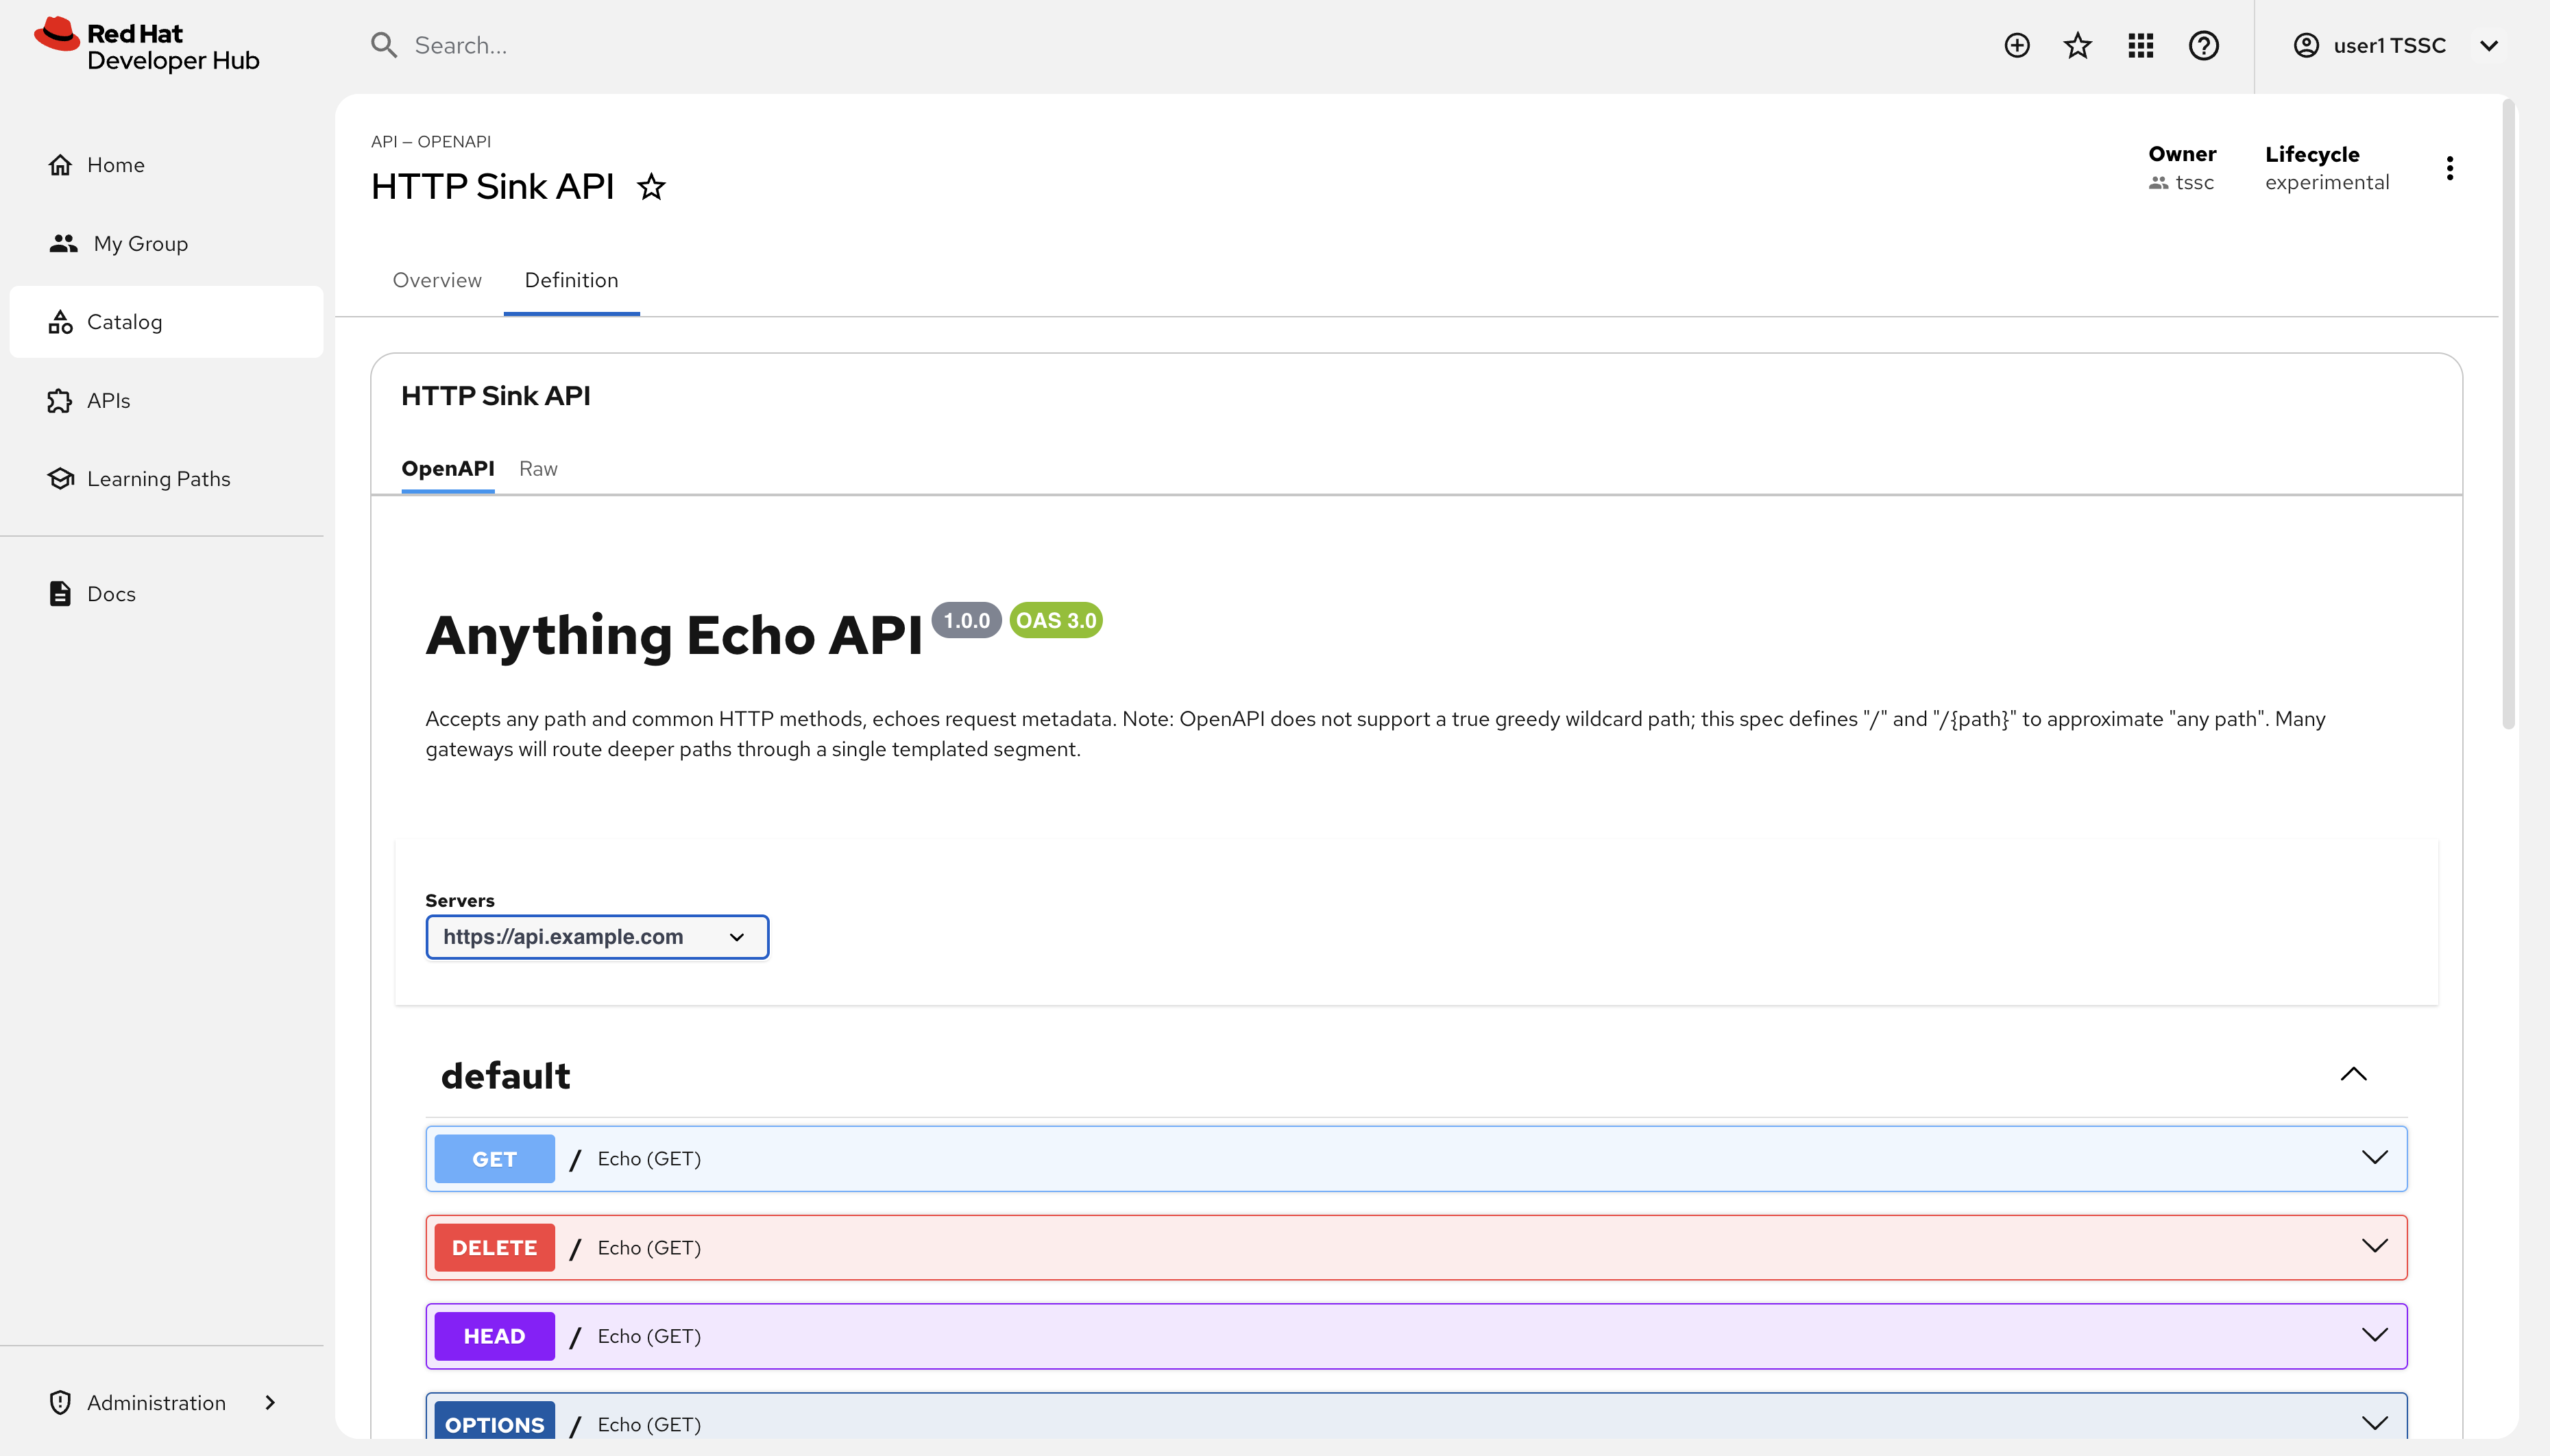 Red Hat
Developer Hub
Search...
user1 TSSC
Home
My Group
Catalog
APIs
Learning Paths
Docs
Administration
API — OPENAPI
HTTP Sink API
Owner
tssc
Lifecycle
experimental
Overview
Definition
HTTP Sink API
OpenAPI
Raw
Anything Echo API 1.0.0 OAS 3.0
Accepts any path and common HTTP methods, echoes request metadata. Note: OpenAPI does not support a true greedy wildcard path; this spec defines "/" and "/{path}" to approximate "any path". Many
gateways will route deeper paths through a single templated segment.
Servers
https://api.example.com
default
GET / Echo (GET)
DELETE / Echo (GET)
HEAD / Echo (GET)
OPTIONS / Echo (GET)